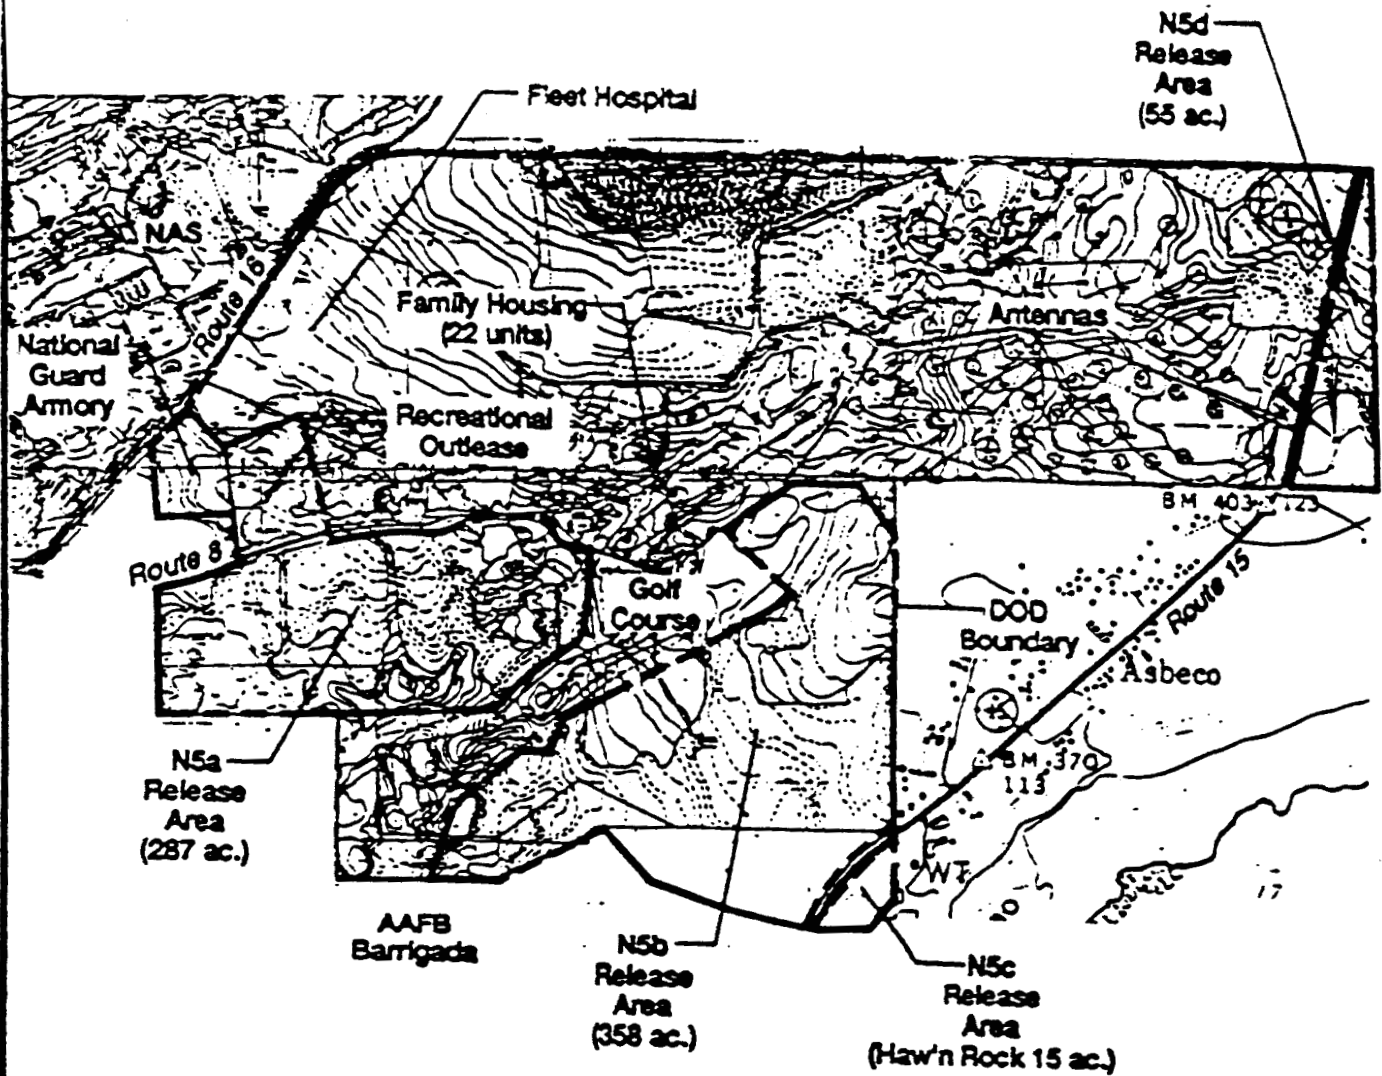 N5d
Release
Area
(55 ac.)
Fleet Hospital
NAS
Route 16
Family Housing
(22 units)
Antennas
National
Guard
Armory
Recreational
Outlease
BM 403
123
Route 8
Route 15
Golf
Course
DOD
Boundary
Asbeco
BM 370
113
N5a
Release
Area
(287 ac.)
WT
17
AAFB
Barrigada
N5b
Release
Area
(358 ac.)
N5c
Release
Area
(Haw'n Rock 15 ac.)